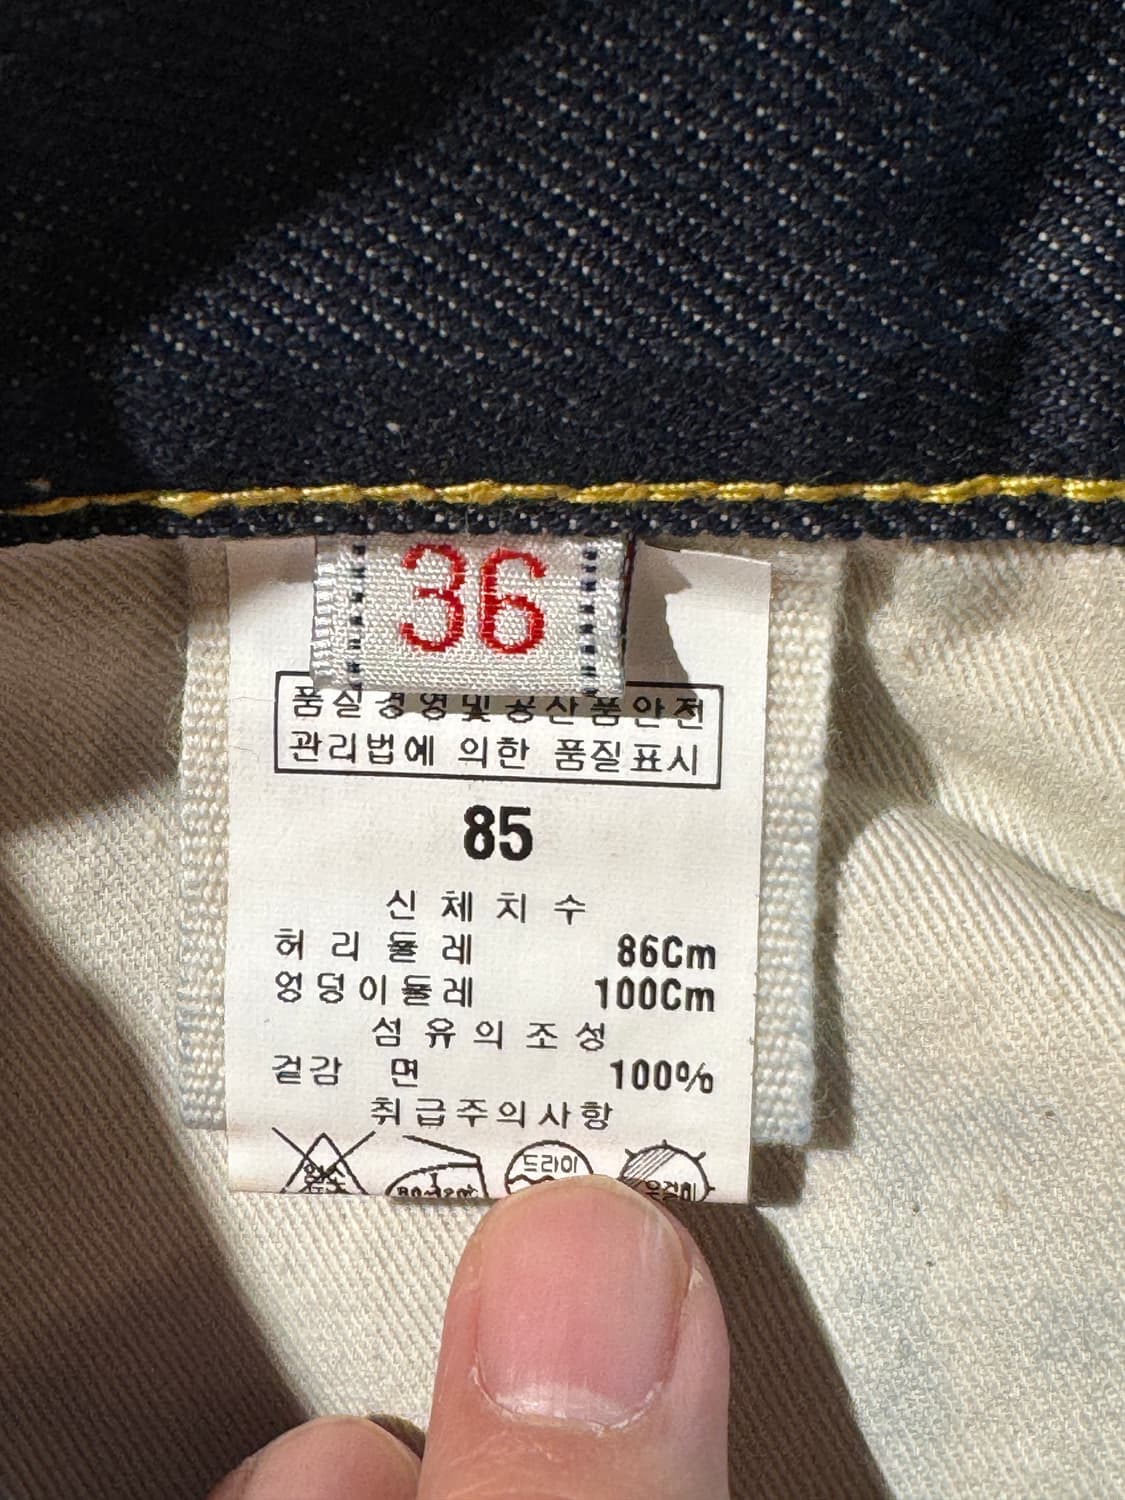 36
품질경영및공산품안전
관리법에 의한 품질표시
85
신체치수
허리둘레 86Cm
엉덩이둘레 100Cm
섬유의조성
겉감 면 100%
취급주의사항
드라이